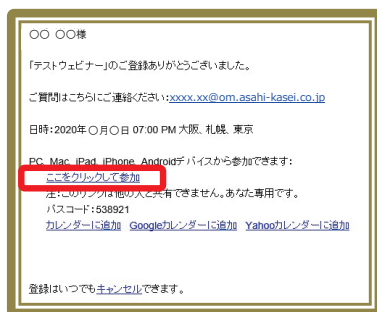 〇〇 〇〇様
「テストウェビナー」のご登録ありがとうございました。
ご質問はこちらにご連絡ください:xxxx.xx@om.asahi-kasei.co.jp
日時:2020年〇月〇日 07:00 PM 大阪、札幌、東京
PC, Mac, iPad, iPhone, Androidデバイスから参加できます:
ここをクリックして参加
注:このリンクは他の人と共有できません。あなた専用です。
パスコード:538921
カレンダーに追加 Googleカレンダーに追加 Yahooカレンダーに追加
登録はいつでもキャンセルできます。